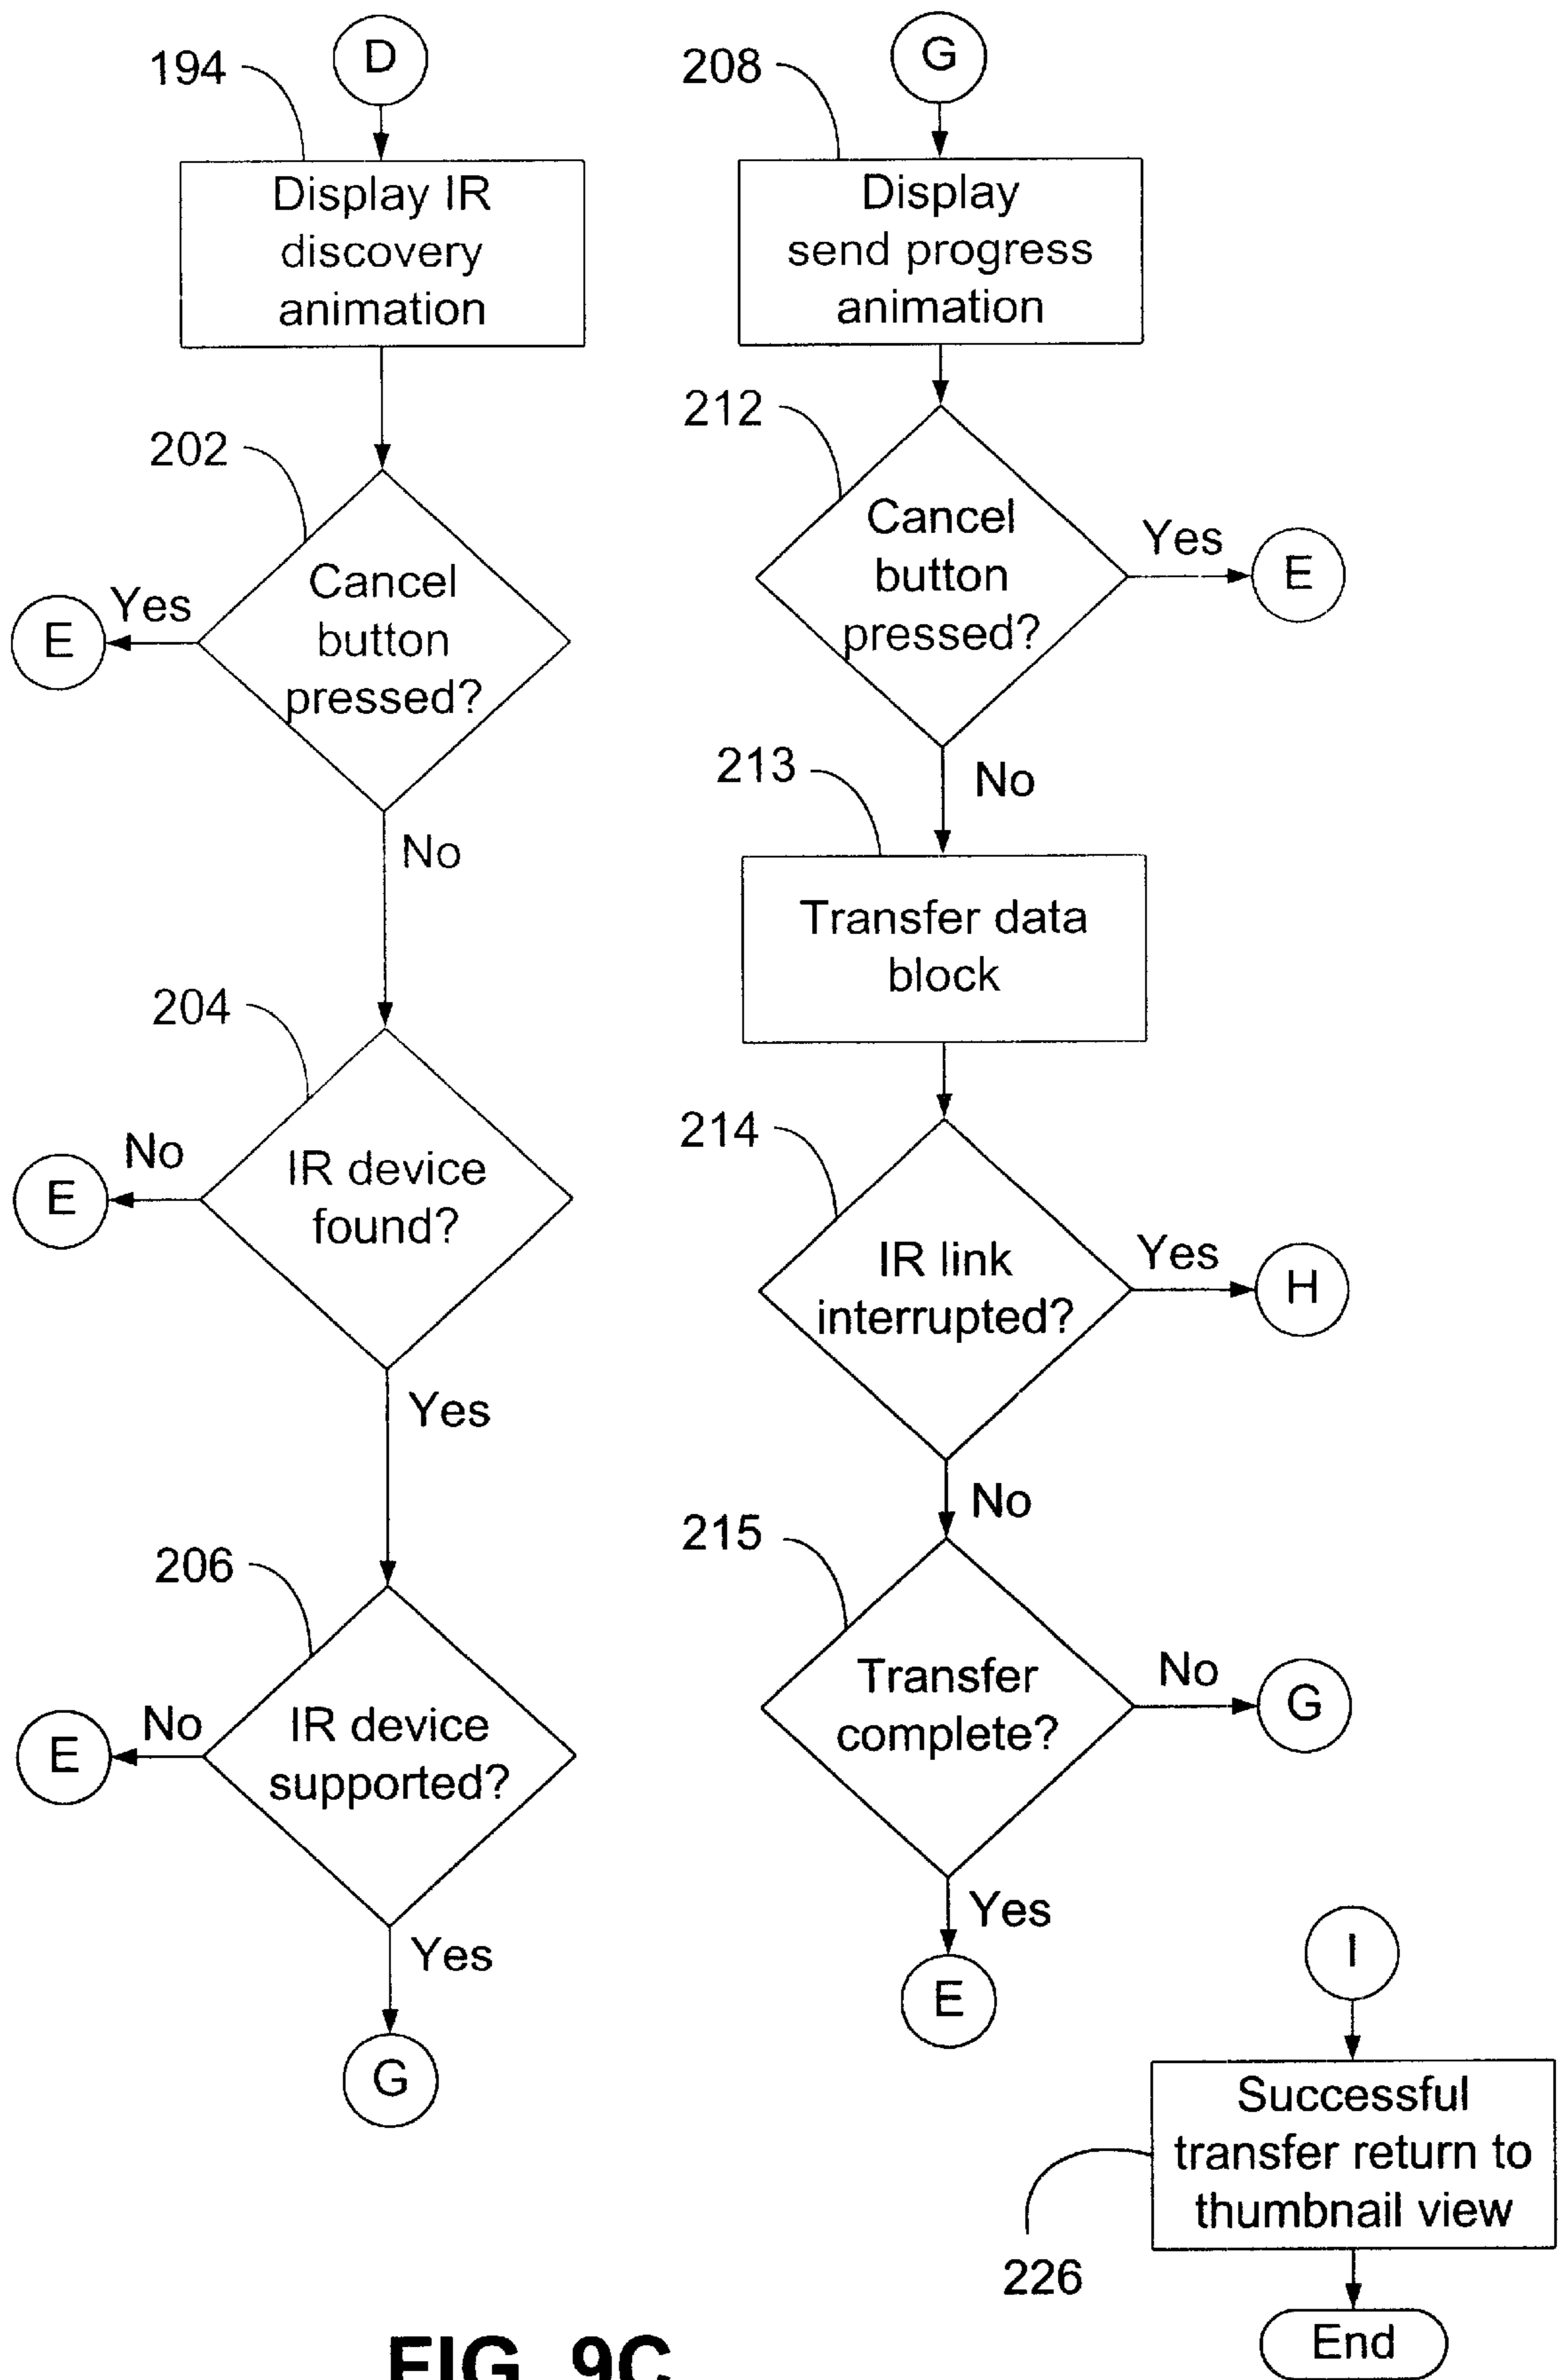 D
194
Display IR
discovery
animation
202
Cancel
button
pressed?
Yes
E
No
204
IR device
found?
No
E
Yes
206
IR device
supported?
No
E
Yes
G
G
208
Display
send progress
animation
212
Cancel
button
pressed?
Yes
E
No
213
Transfer data
block
214
IR link
interrupted?
Yes
H
No
215
Transfer
complete?
No
G
Yes
E
I
Successful
transfer return to
thumbnail view
226
End
FIG. 9C